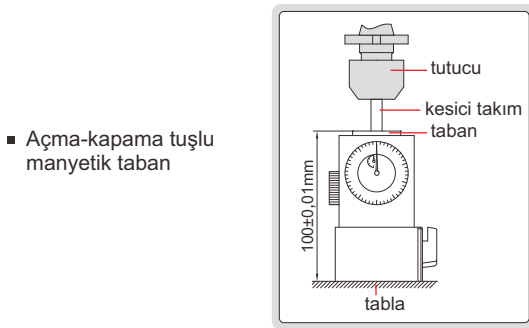 ■ Açma-kapama tuşlu
manyetik taban
tutucu
kesici takım
taban
100±0,01mm
tabla